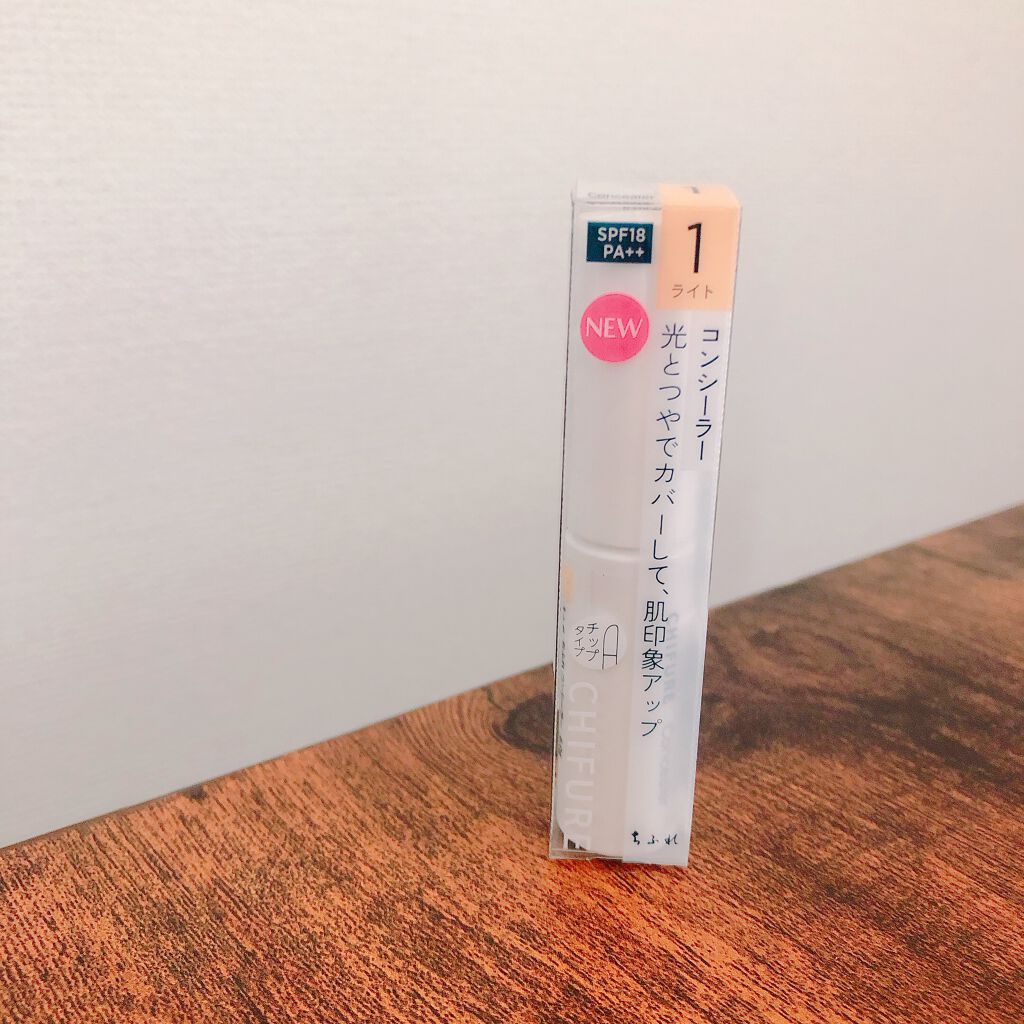 Concealer
1
SPF18
PA++
1
ライト
NEW
コンシーラー
光とつやでカバーして、肌印象アップ
チップ
タイプ
CHIFURE
ちふれ